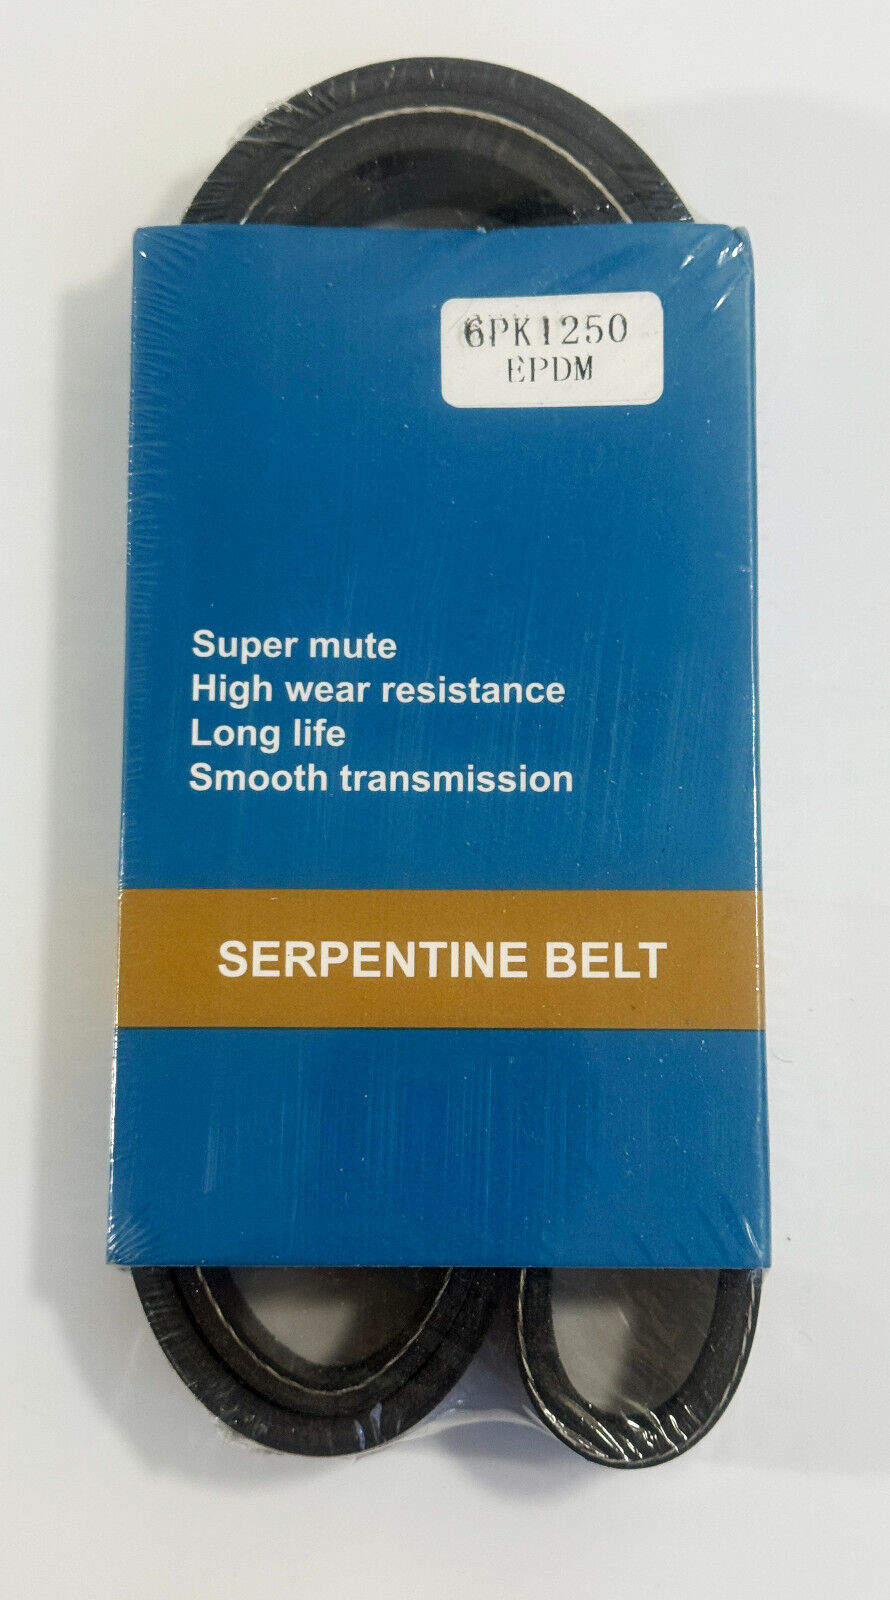 6PK1250
EPDM
Super mute
High wear resistance
Long life
Smooth transmission
SERPENTINE BELT